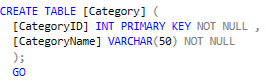 CREATE TABLE [Category] (
[CategoryID] INT PRIMARY KEY NOT NULL ,
[CategoryName] VARCHAR(50) NOT NULL
);
GO